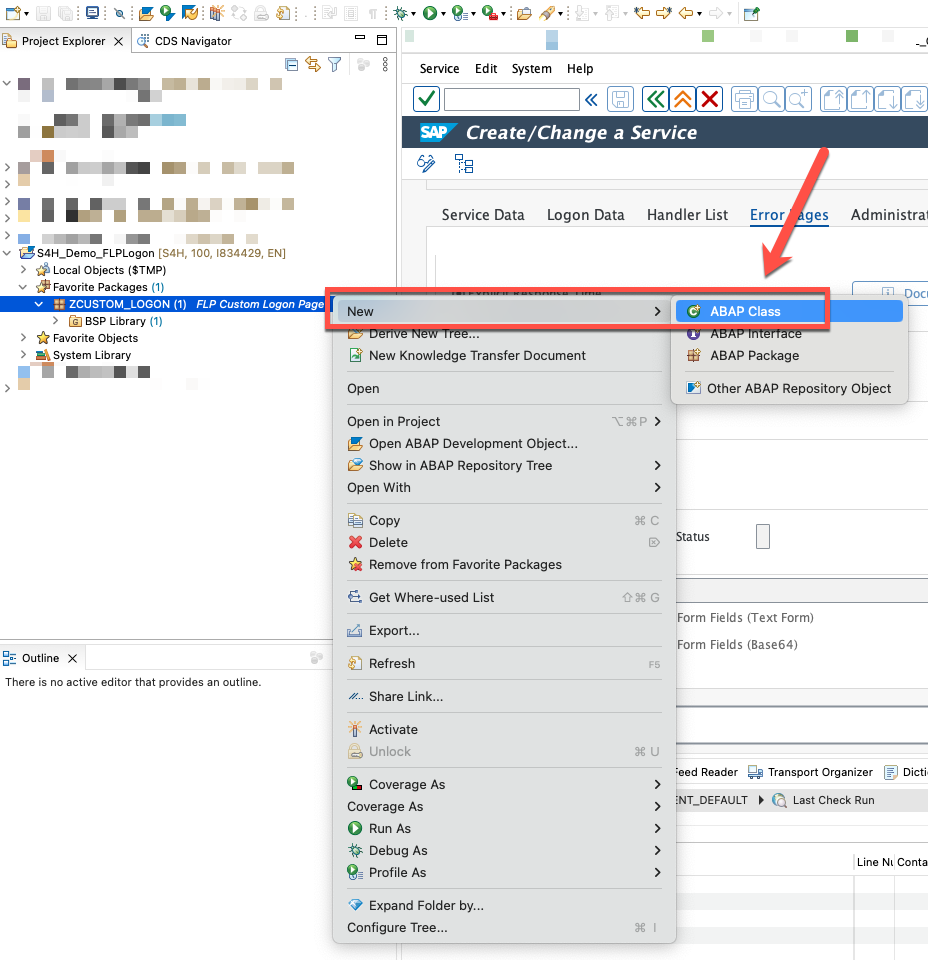 Project Explorer
CDS Navigator
S4H_Demo_FLPLogon [S4H, 100, I834429, EN]
Local Objects ($TMP)
Favorite Packages (1)
ZCUSTOM_LOGON (1) FLP Custom Logon Page
BSP Library (1)
Favorite Objects
System Library
Outline
There is no active editor that provides an outline.
Service Edit System Help
SAP Create/Change a Service
Service Data Logon Data Handler List Error Pages Administrat
Explicit Response Time
Docu
New
Derive New Tree...
New Knowledge Transfer Document
Open
Open in Project ⌥⌘P
Open ABAP Development Object...
Show in ABAP Repository Tree
Open With
Copy ⌘ C
Delete
Remove from Favorite Packages
Get Where-used List ⇧⌘ G
Export...
Refresh F5
Share Link...
Activate
Unlock ⌘ U
Coverage As
Coverage As
Run As
Debug As
Profile As
Expand Folder by...
Configure Tree... ⌘ I
ABAP Class
ABAP Interface
ABAP Package
Other ABAP Repository Object
Status
Form Fields (Text Form)
Form Fields (Base64)
Feed Reader
Transport Organizer
Dicti
ENT_DEFAULT
Last Check Run
Line Nu
Conta